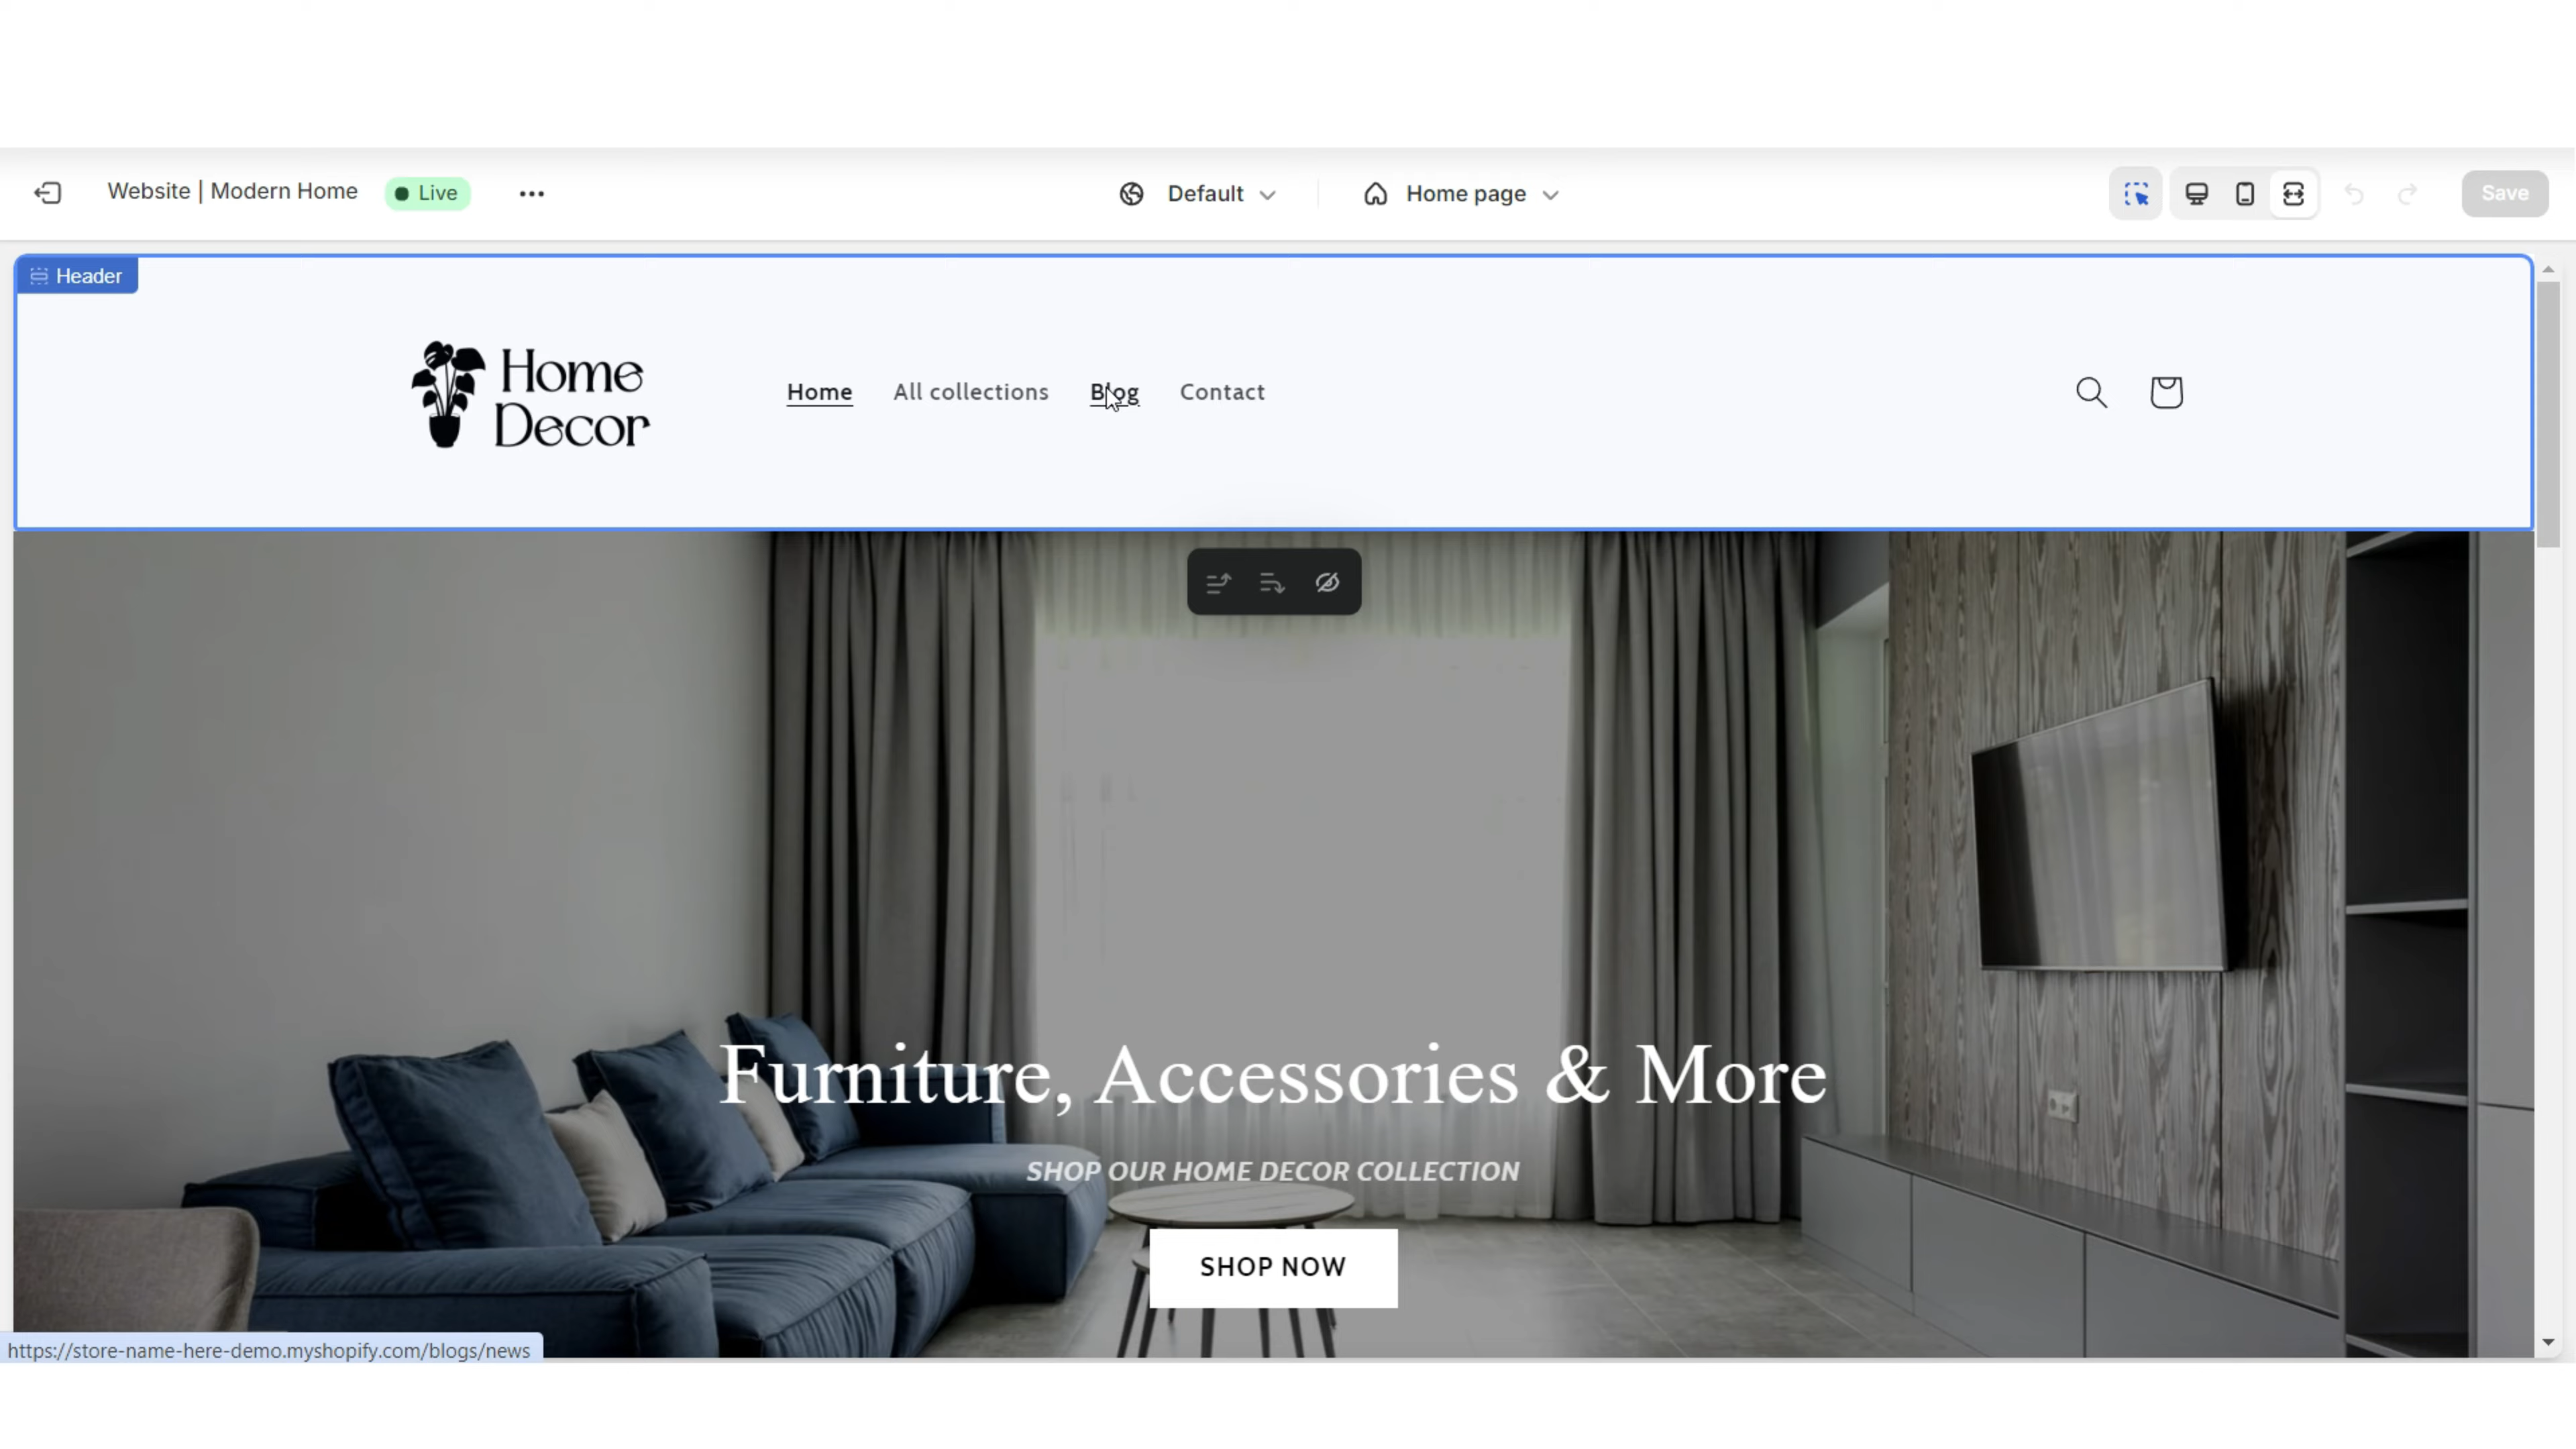 Website | Modern Home
Live
Default
Home page
Save
Header
Home
Decor
Home
All collections
Blog
Contact
Furniture, Accessories & More
SHOP OUR HOME DECOR COLLECTION
SHOP NOW
https://store-name-here-demo.myshopify.com/blogs/news